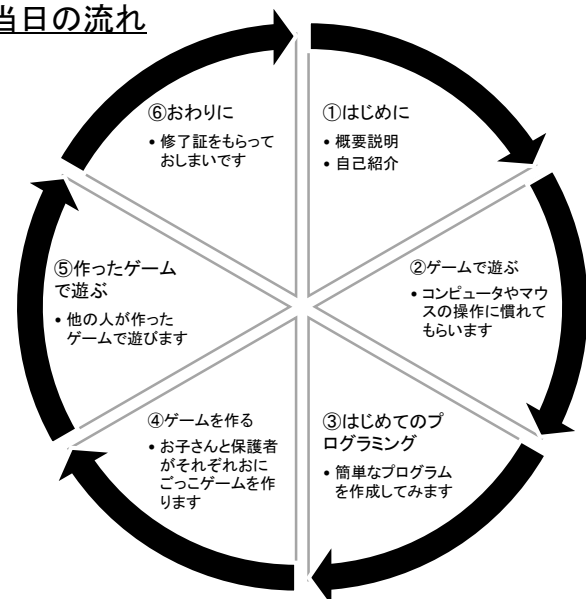 当日の流れ
①はじめに
• 概要説明
• 自己紹介
②ゲームで遊ぶ
• コンピュータやマウ
スの操作に慣れて
もらいます
③はじめてのプ
ログラミング
• 簡単なプログラム
を作成してみます
④ゲームを作る
• お子さんと保護者
がそれぞれおに
ごっこゲームを作
ります
⑤作ったゲーム
で遊ぶ
• 他の人が作った
ゲームで遊びます
⑥おわりに
• 修了証をもらって
おしまいです